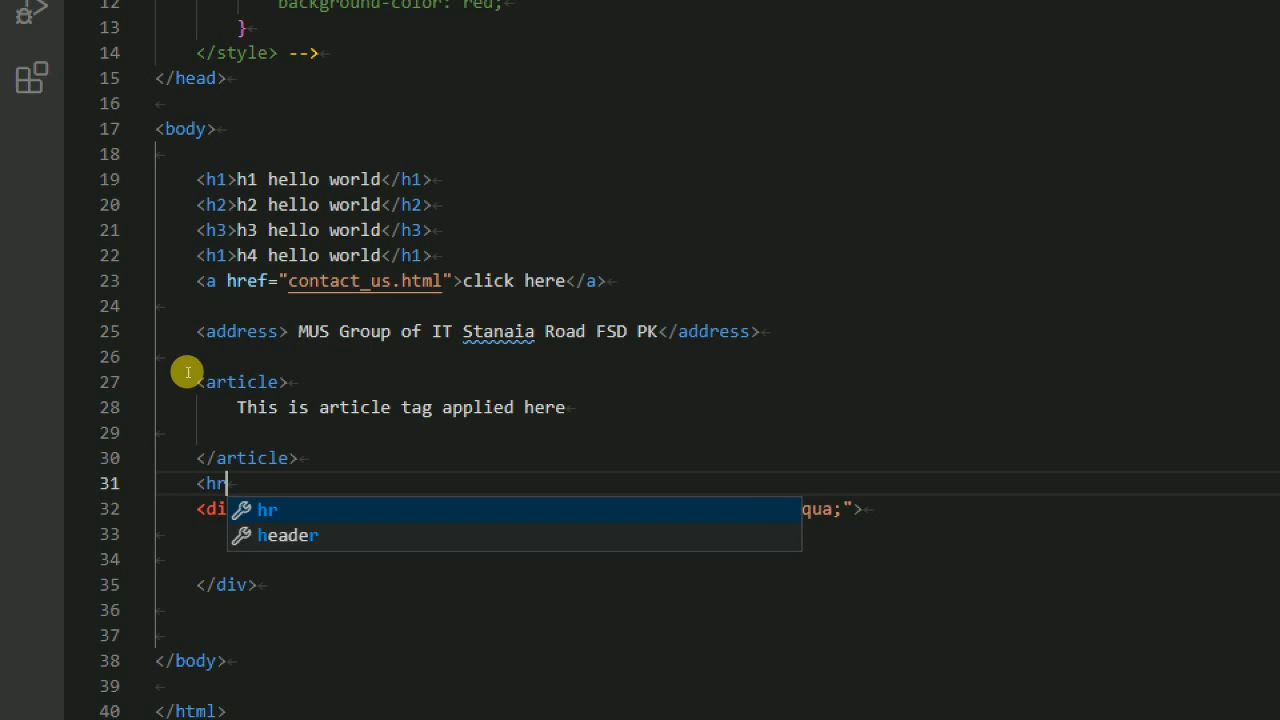 12 background-color: red;
13 }
14 </style> -->
15 </head>
16
17 <body>
18
19 <h1>h1 hello world</h1>
20 <h2>h2 hello world</h2>
21 <h3>h3 hello world</h3>
22 <h1>h4 hello world</h1>
23 <a href="contact_us.html">click here</a>
24
25 <address> MUS Group of IT Stanaia Road FSD PK</address>
26
27 <article>
28 This is article tag applied here
29
30 </article>
31 <hr
32 <di qua;">
hr
33
header
34
35 </div>
36
37
38 </body>
39
40 </html>